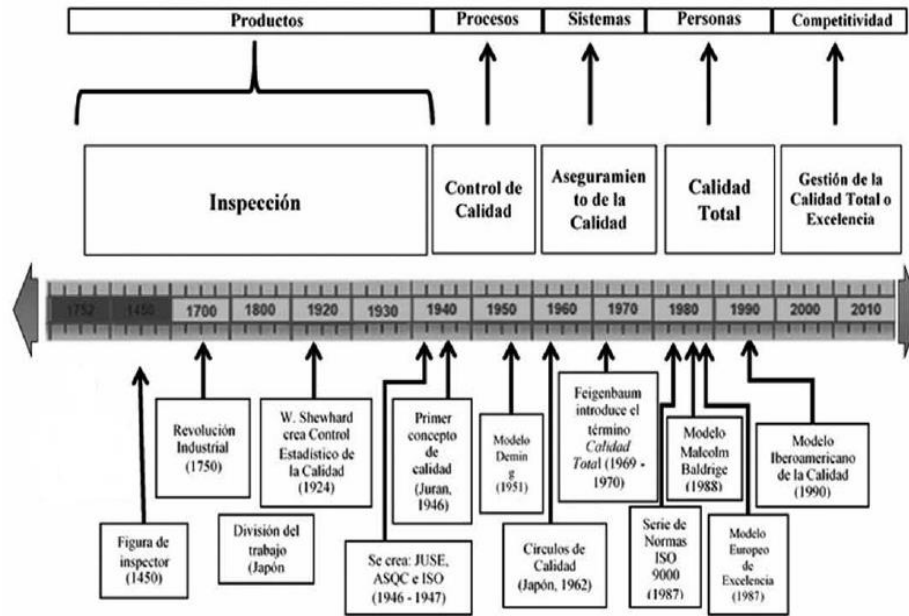 Productos
Procesos
Sistemas
Personas
Competitividad
Inspección
Control de
Calidad
Aseguramien
to de la
Calidad
Calidad
Total
Gestión de la
Calidad Total o
Excelencia
1752
1450
1700
1800
1920
1930
1940
1950
1960
1970
1980
1990
2000
2010
Revolución
Industrial
(1750)
W. Shewhard
crea Control
Estadístico de
la Calidad
(1924)
Primer
concepto
de
calidad
(Juran,
1946)
Modelo
Demin
g
(1951)
Feigenbaum
introduce el
término
Calidad
Total (1969 -
1970)
Modelo
Malcolm
Baldrige
(1988)
Modelo
Iberoamericano
de la Calidad
(1990)
Figura de
inspector
(1450)
División del
trabajo
(Japón
Se crea: JUSE,
ASQC e ISO
(1946 - 1947)
Círculos de
Calidad
(Japón, 1962)
Serie de
Normas
ISO
9000
(1987)
Modelo
Europeo
de
Excelencia
(1987)